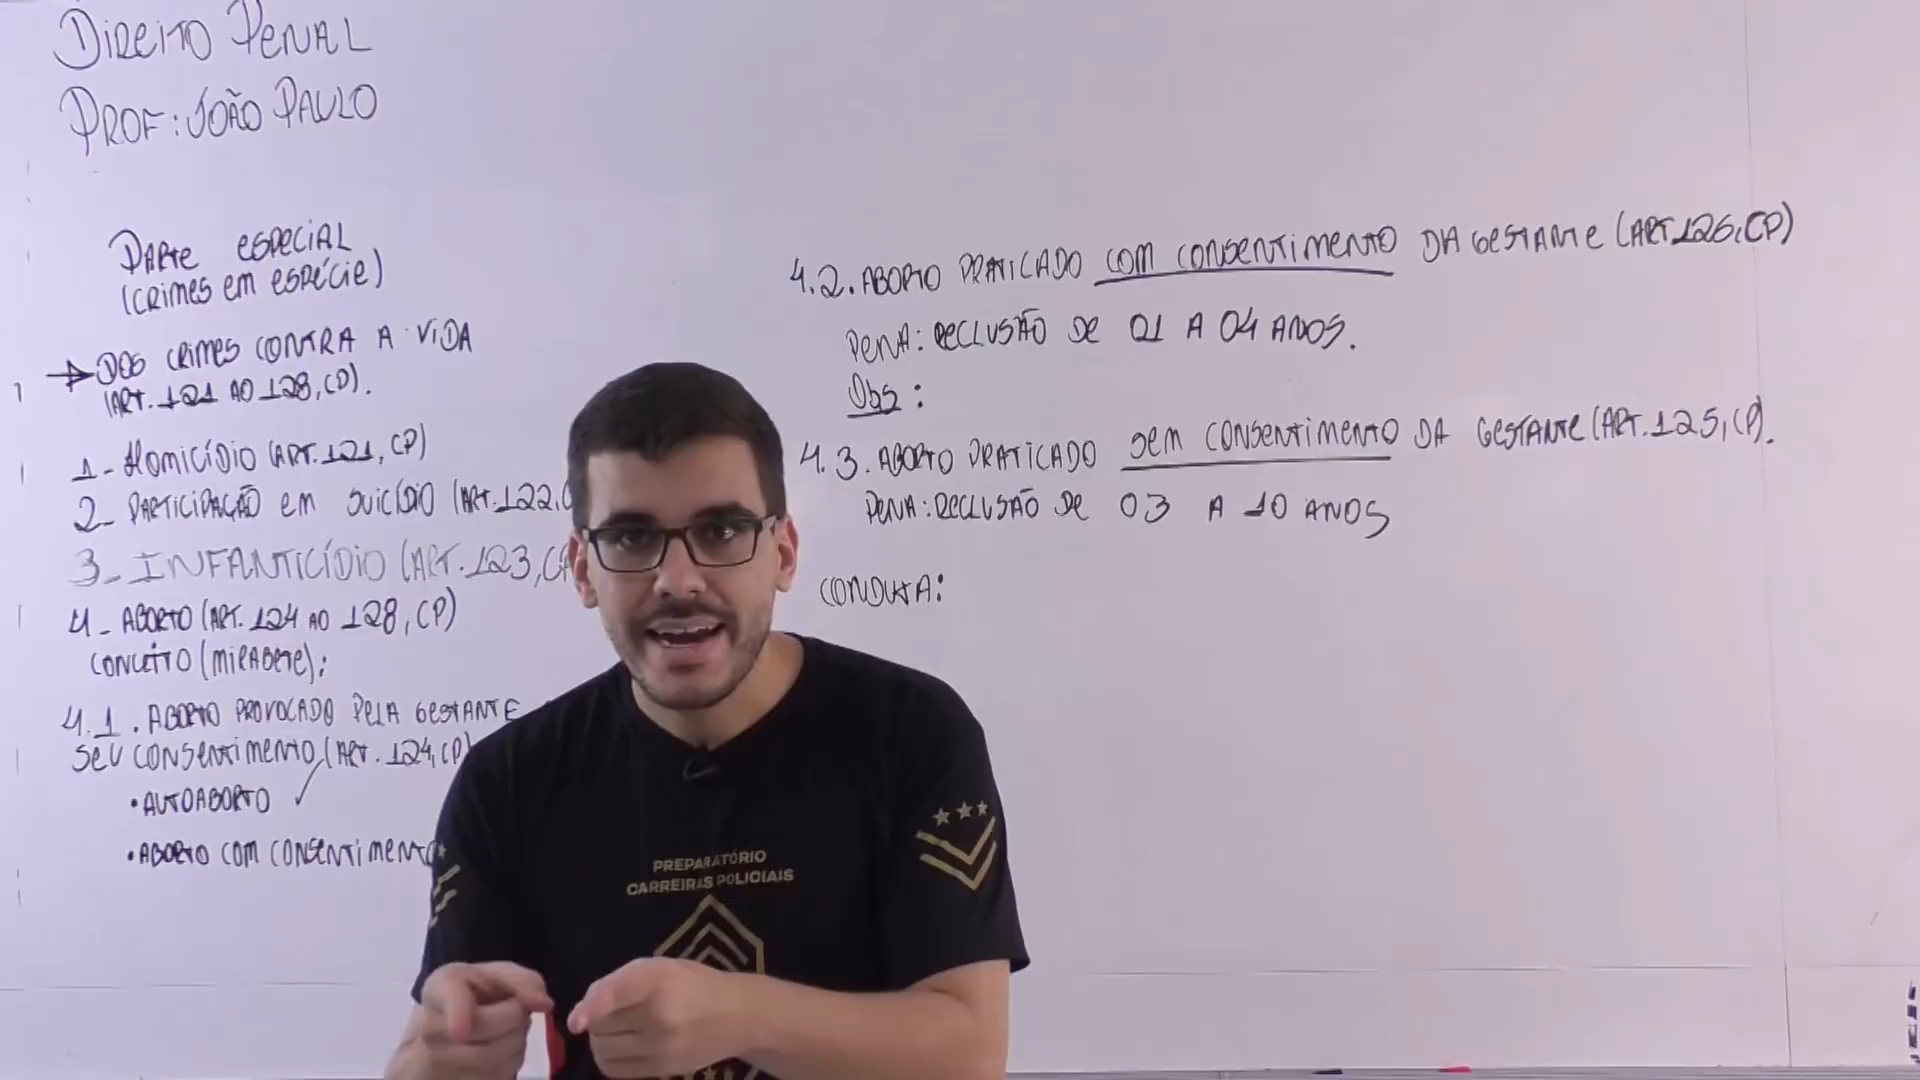 DIREITO PENAL
PROF: JOÃO PAULO
PARTE ESPECIAL
(CRIMES EM ESPÉCIE)
DOS CRIMES CONTRA A VIDA
(ART. 121 AO 128, CP).
1- HOMICÍDIO (ART. 121, CP)
2- PARTICIPAÇÃO EM SUICÍDIO (ART. 122, C
3- INFANTICÍDIO (ART. 123, CP
4- ABORTO (ART. 124 AO 128, CP)
CONCEITO (MIRABETE):
4.1. ABORTO PROVOCADO PELA GESTANTE
SEU CONSENTIMENTO (ART. 124, CP)
• AUTOABORTO
• ABORTO COM CONSENTIMENTO
4.2. ABORTO PRATICADO COM CONSENTIMENTO DA GESTANTE (ART. 126, CP)
PENA: RECLUSÃO DE 01 A 04 ANOS.
Obs:
4.3. ABORTO PRATICADO SEM CONSENTIMENTO DA GESTANTE (ART. 125, CP).
PENA: RECLUSÃO DE 03 A 10 ANOS
CONDUTA:
PREPARATÓRIO
CARREIRAS POLICIAIS